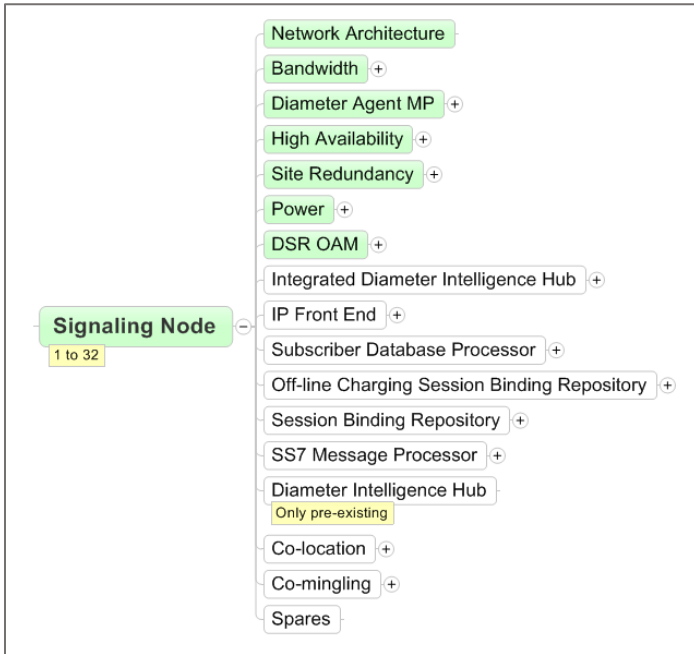 Network Architecture
Bandwidth
Diameter Agent MP
High Availability
Site Redundancy
Power
DSR OAM
Integrated Diameter Intelligence Hub
IP Front End
Signaling Node
1 to 32
Subscriber Database Processor
Off-line Charging Session Binding Repository
Session Binding Repository
SS7 Message Processor
Diameter Intelligence Hub
Only pre-existing
Co-location
Co-mingling
Spares